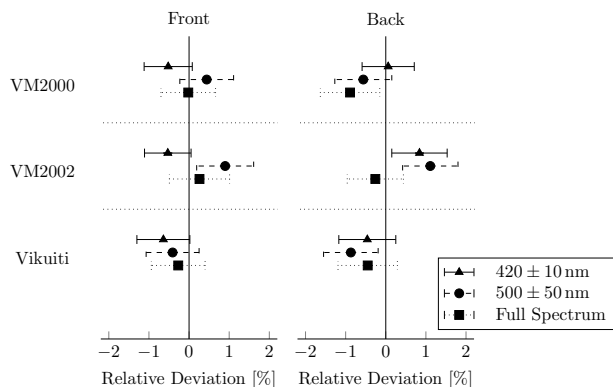 Front Back
VM2000
VM2002
Vikuiti
420 ± 10 nm
500 ± 50 nm
Full Spectrum
−2 −1 0 1 2 −2 −1 0 1 2
Relative Deviation [%] Relative Deviation [%]